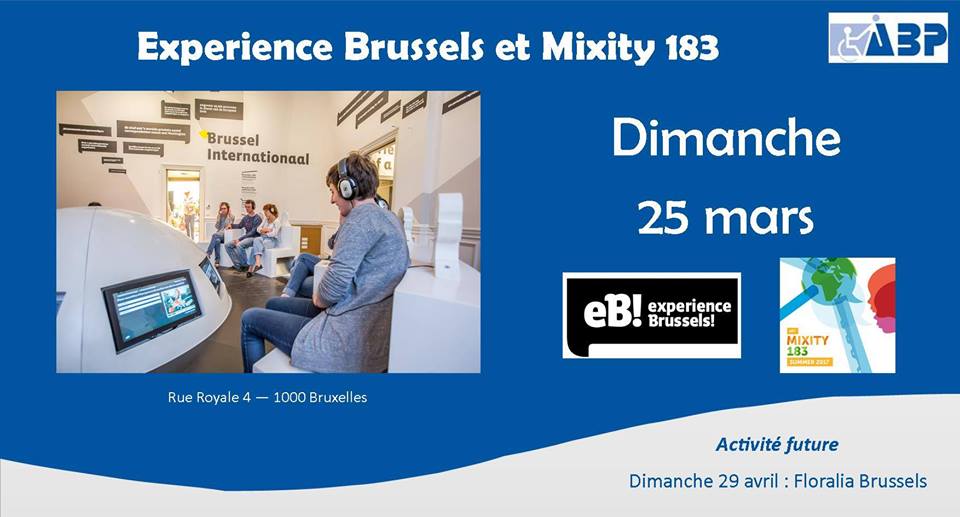 Experience Brussels et Mixity 183
ABP
Brussel
Internationaal
Dimanche
25 mars
eB! experience
Brussels!
MIXITY
183
SUMMER 2017
Rue Royale 4 — 1000 Bruxelles
Activité future
Dimanche 29 avril : Floralia Brussels